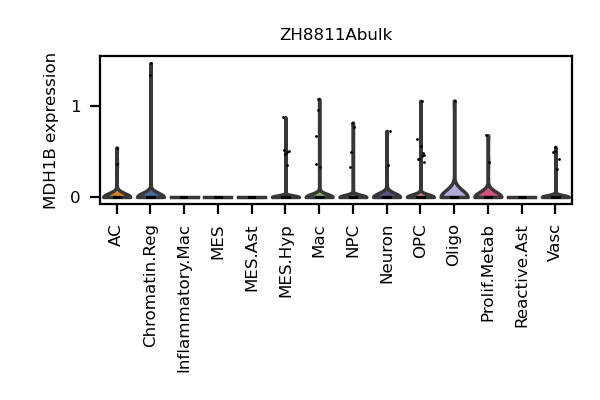 ZH8811Abulk
MDH1B expression
1
0
AC
Chromatin.Reg
Inflammatory.Mac
MES
MES.Ast
MES.Hyp
Mac
NPC
Neuron
OPC
Oligo
Prolif.Metab
Reactive.Ast
Vasc